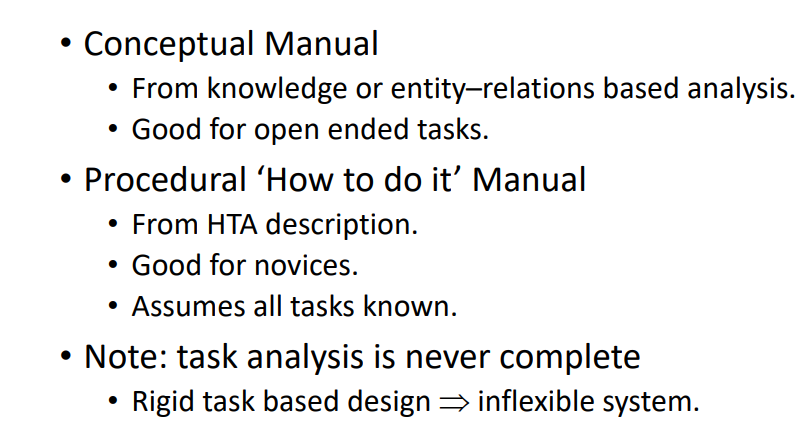 • Conceptual Manual
• From knowledge or entity–relations based analysis.
• Good for open ended tasks.
• Procedural ‘How to do it’ Manual
• From HTA description.
• Good for novices.
• Assumes all tasks known.
• Note: task analysis is never complete
• Rigid task based design ⇒ inflexible system.